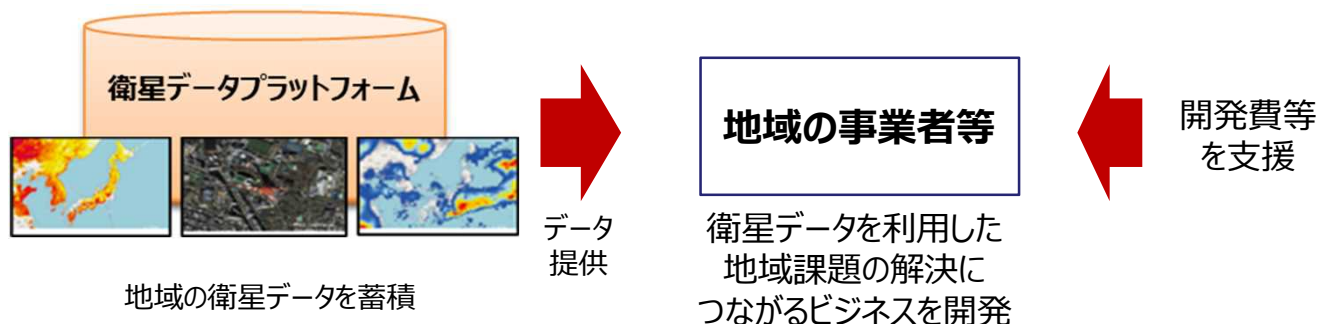 衛星データプラットフォーム
地域の衛星データを蓄積
データ
提供
地域の事業者等
衛星データを利用した
地域課題の解決に
つながるビジネスを開発
開発費等
を支援